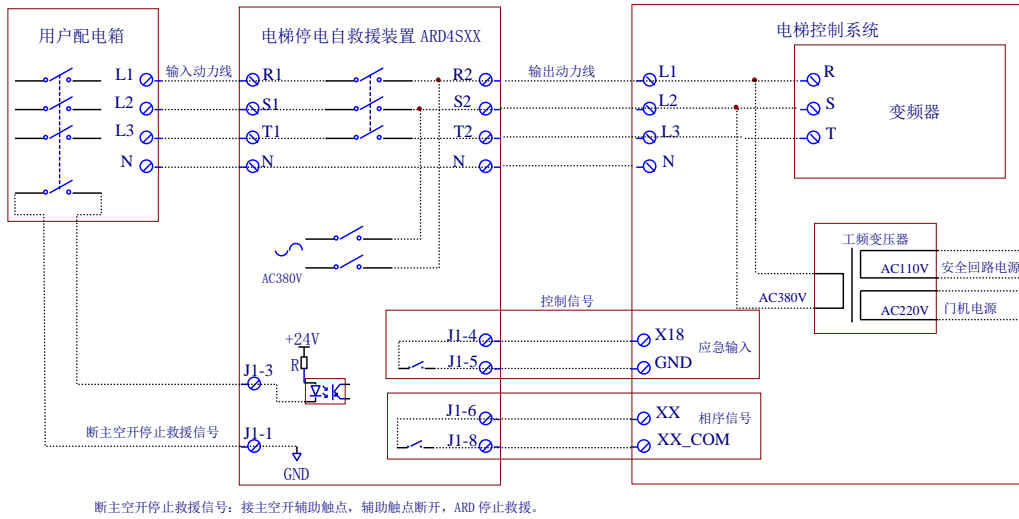 用户配电箱
电梯停电自救援装置 ARD4SXX
电梯控制系统
L1
输入动力线
R1
R2
输出动力线
L1
R
L2
S1
S2
L2
S
变频器
L3
T1
T2
L3
T
N
N
N
N
AC380V
工频变压器
AC110V
安全回路电源
AC380V
AC220V
门机电源
控制信号
+24V
R
J1-4
X18
应急输入
J1-5
GND
J1-3
J1-6
XX
相序信号
断主空开停止救援信号
J1-1
J1-8
XX_COM
GND
断主空开停止救援信号：接主空开辅助触点，辅助触点断开，ARD 停止救援。